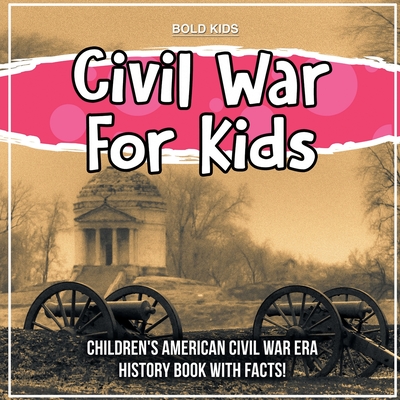 BOLD KIDS
Civil War
For Kids
CHILDREN'S AMERICAN CIVIL WAR ERA
HISTORY BOOK WITH FACTS!